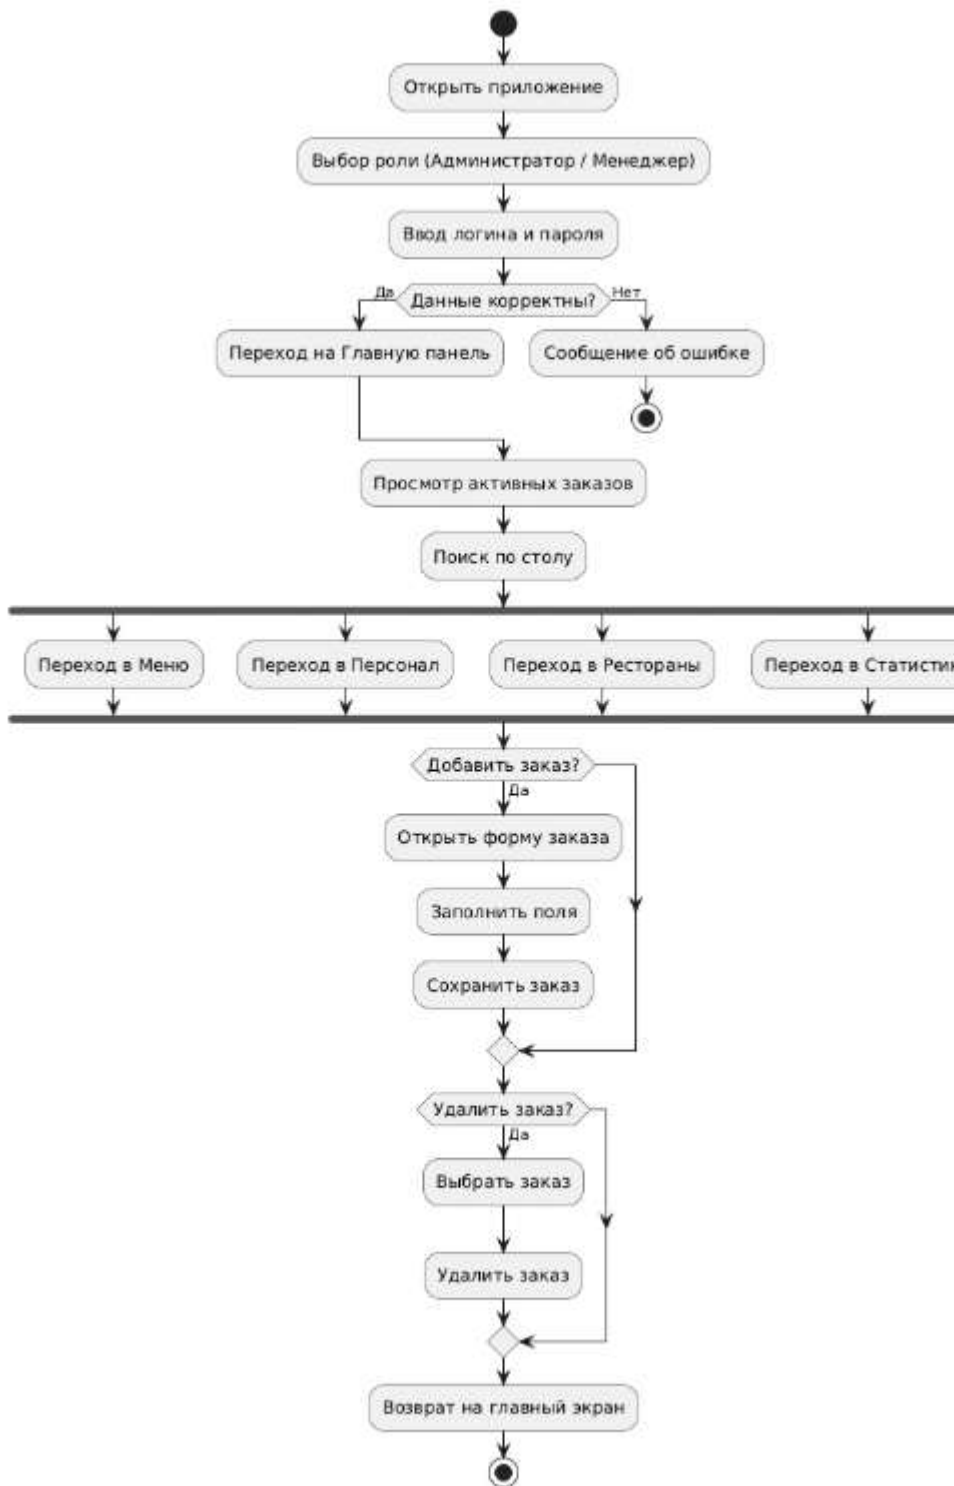 Открыть приложение
Выбор роли (Администратор / Менеджер)
Ввод логина и пароля
Да
Данные корректны?
Нет
Переход на Главную панель
Сообщение об ошибке
Просмотр активных заказов
Поиск по столу
Переход в Меню
Переход в Персонал
Переход в Рестораны
Переход в
Добавить заказ?
Да
Открыть форму заказа
Заполнить поля
Сохранить заказ
Удалить заказ?
Да
Выбрать заказ
Удалить заказ
Возврат на главный экран